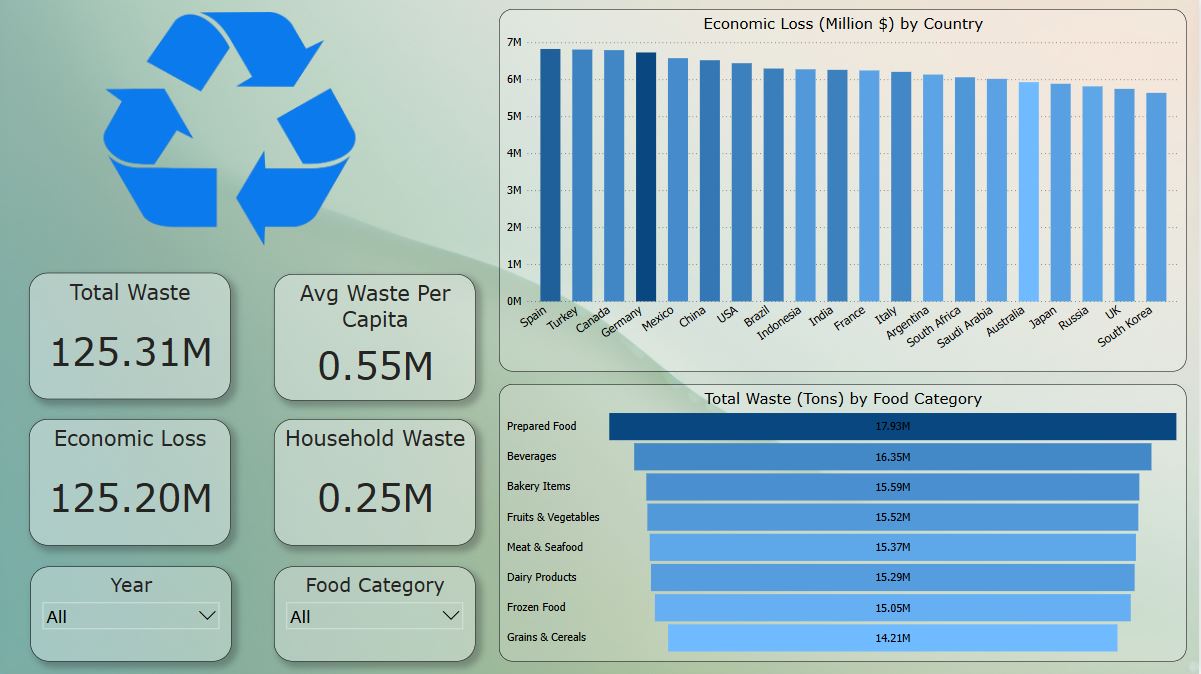 Economic Loss (Million $) by Country
7M
6M
5M
4M
3M
2M
1M
0M
Spain
Turkey
Canada
Germany
Mexico
China
USA
Brazil
Indonesia
India
France
Italy
Argentina
South Africa
Saudi Arabia
Australia
Japan
Russia
UK
South Korea
Total Waste
125.31M
Avg Waste Per
Capita
0.55M
Economic Loss
125.20M
Household Waste
0.25M
Year
All
Food Category
All
Total Waste (Tons) by Food Category
Prepared Food 17.93M
Beverages 16.35M
Bakery Items 15.59M
Fruits & Vegetables 15.52M
Meat & Seafood 15.37M
Dairy Products 15.29M
Frozen Food 15.05M
Grains & Cereals 14.21M